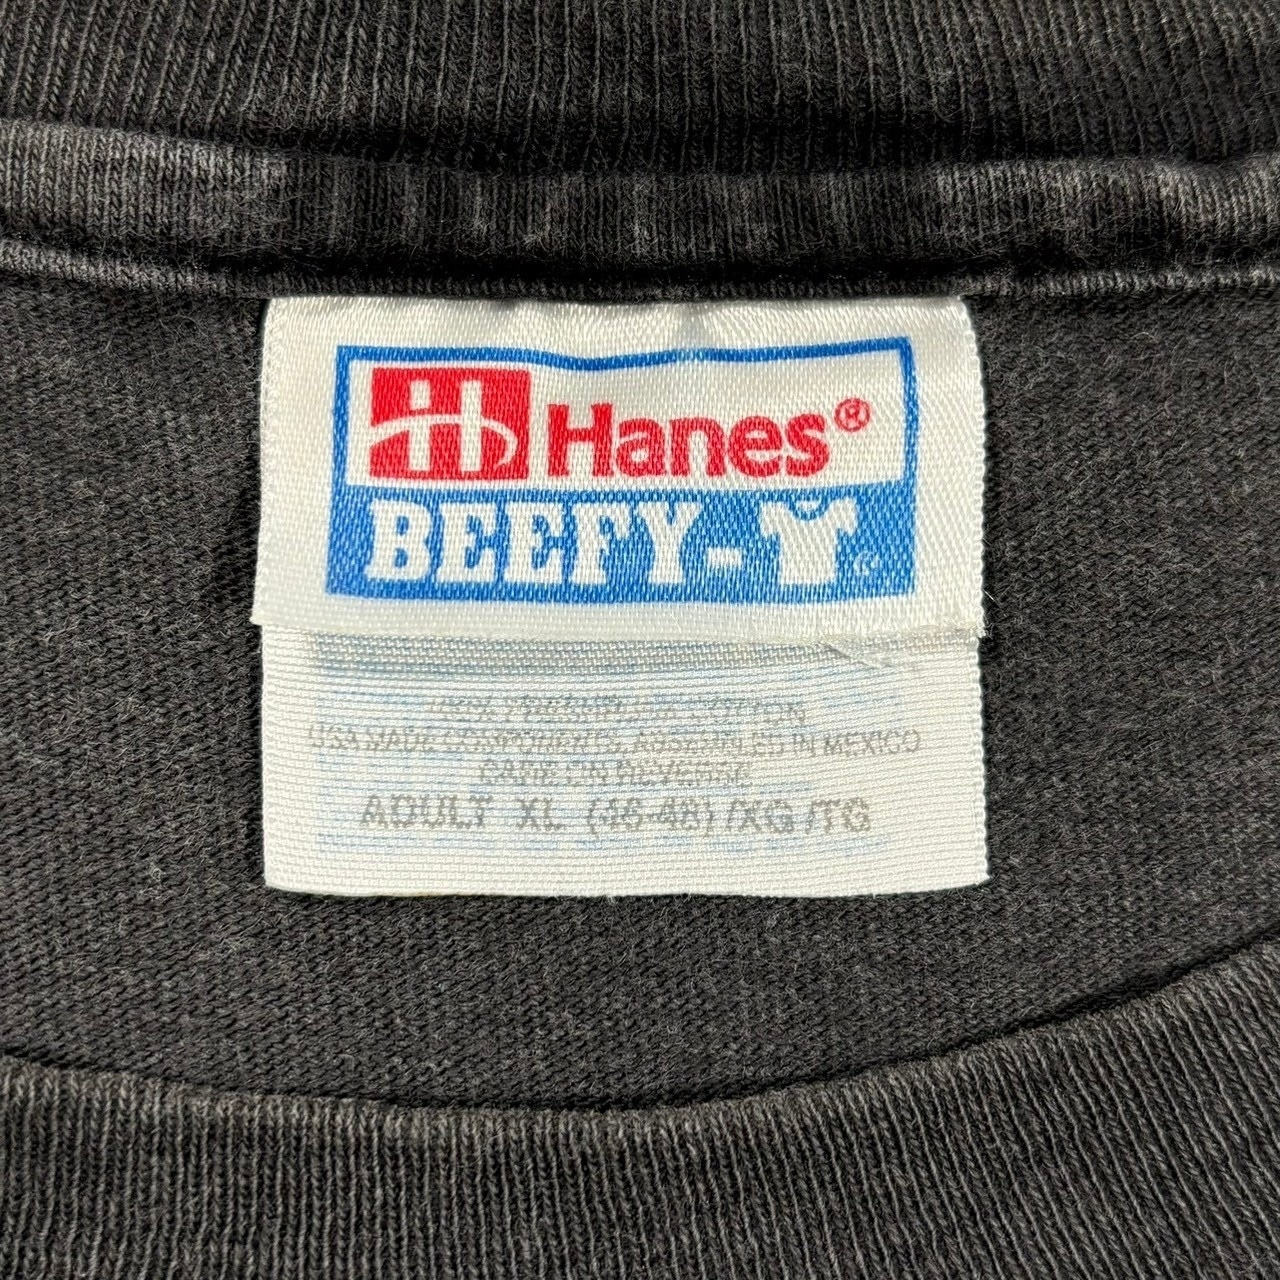 Hanes®
BEEFY-T
100% PRESHRUNK COTTON
USA MADE COMPONENTS, ASSEMBLED IN MEXICO
CARE ON REVERSE
ADULT XL (46-48) /XG /TG